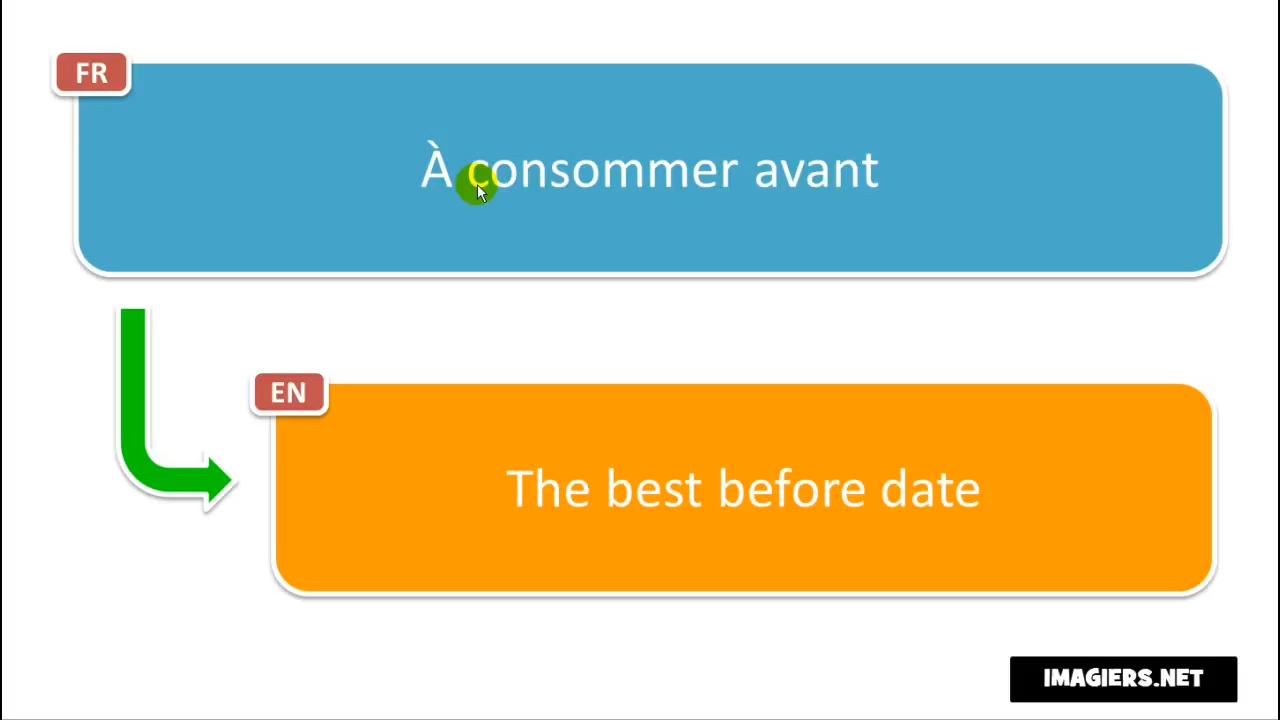 FR
À consommer avant
EN
The best before date
IMAGIERS.NET